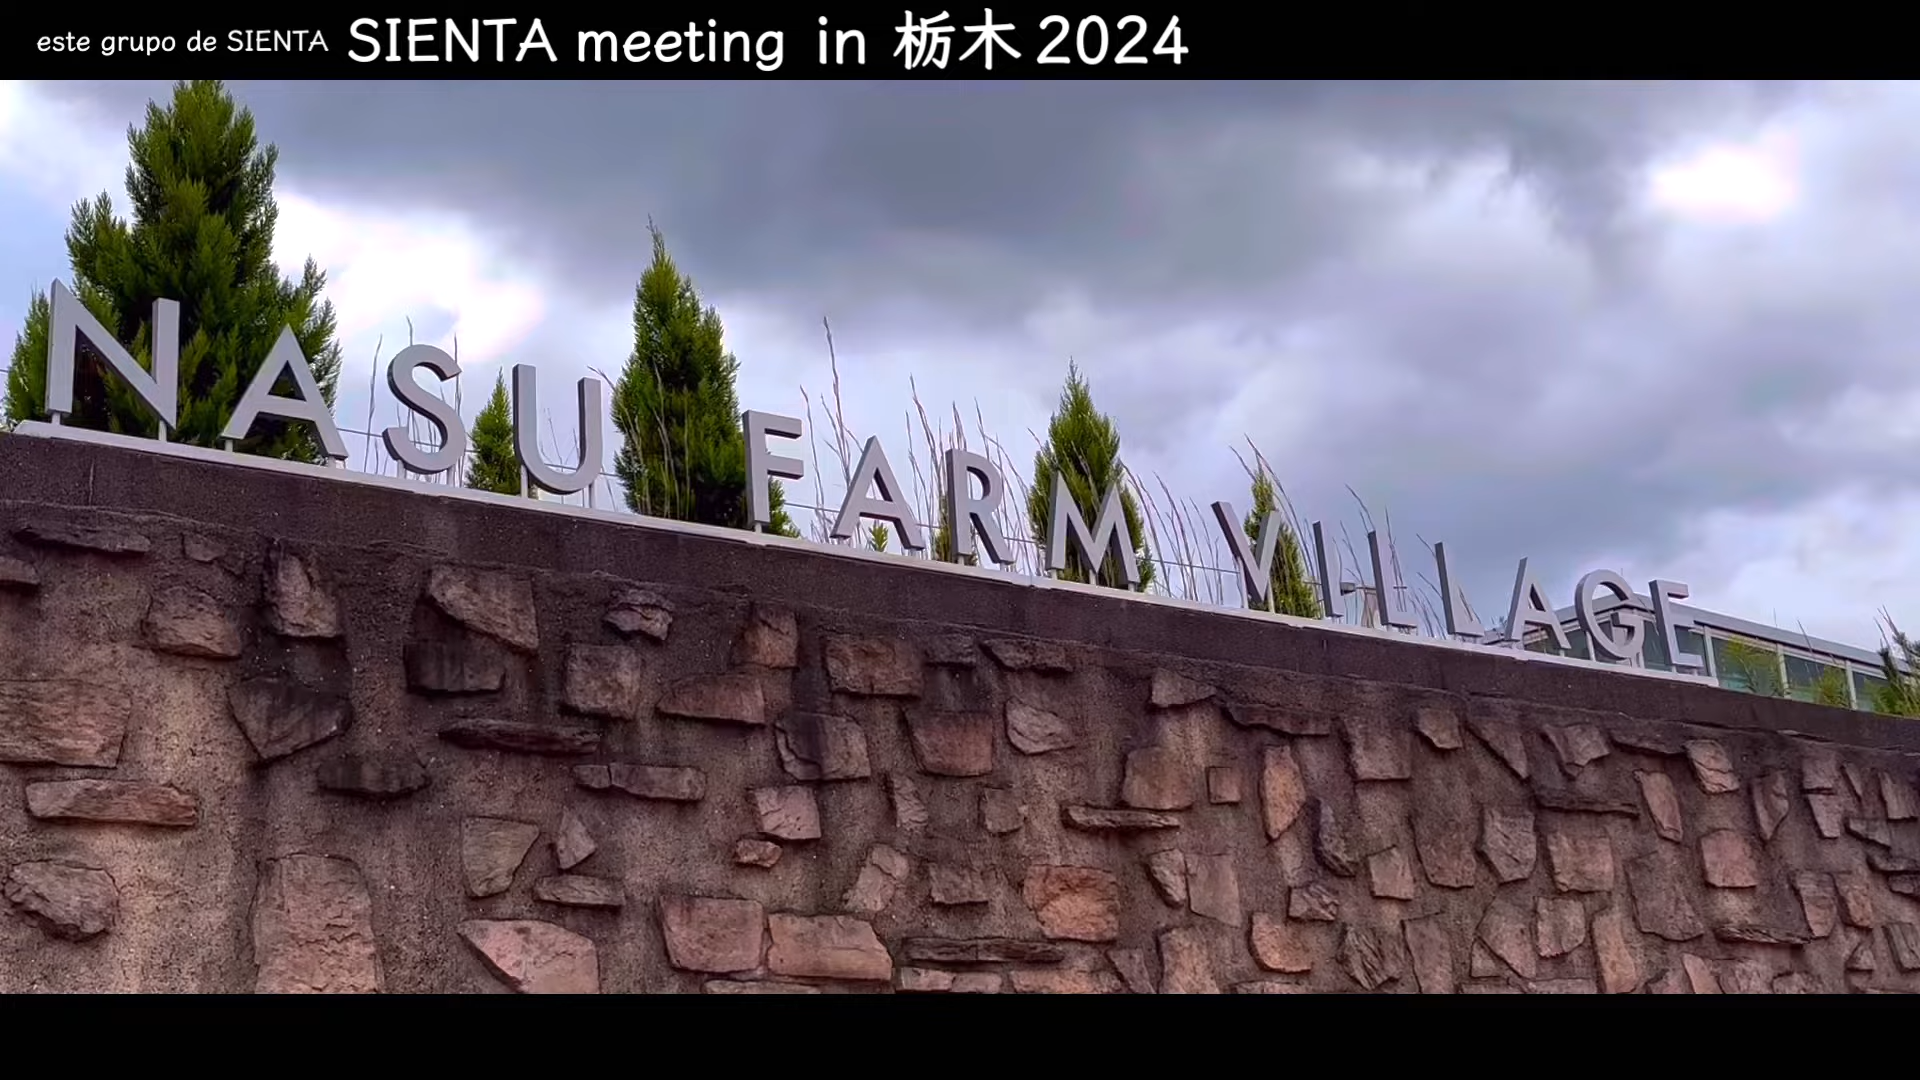 este grupo de SIENTA SIENTA meeting in 栃木 2024
NASU FARM VILLAGE